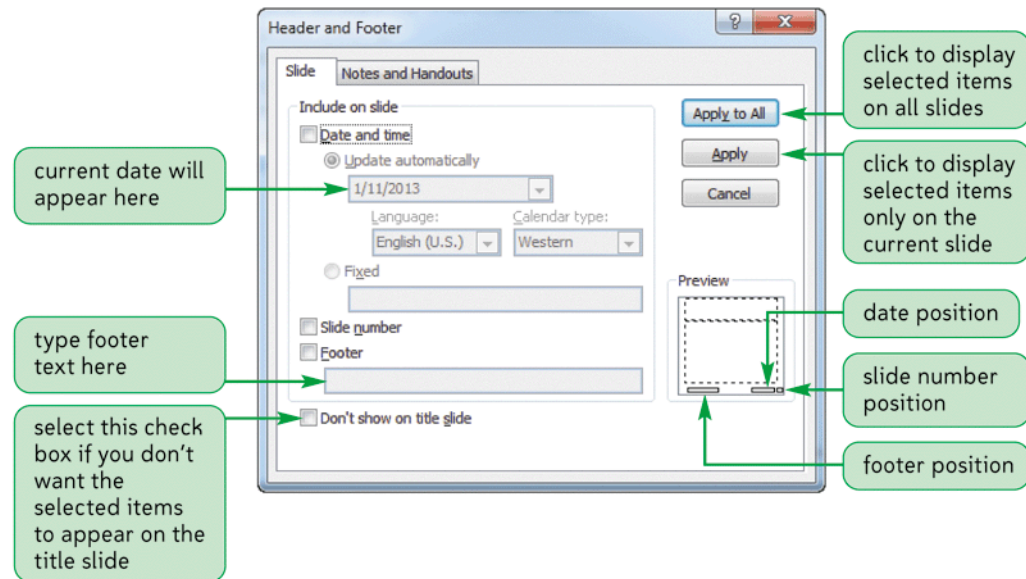 Header and Footer
?
X
Slide
Notes and Handouts
Include on slide
Date and time
Update automatically
1/11/2013
Language:
Calendar type:
English (U.S.)
Western
Fixed
Slide number
Footer
Don't show on title slide
Apply to All
Apply
Cancel
Preview
current date will
appear here
type footer
text here
select this check
box if you don't
want the
selected items
to appear on the
title slide
click to display
selected items
on all slides
click to display
selected items
only on the
current slide
date position
slide number
position
footer position